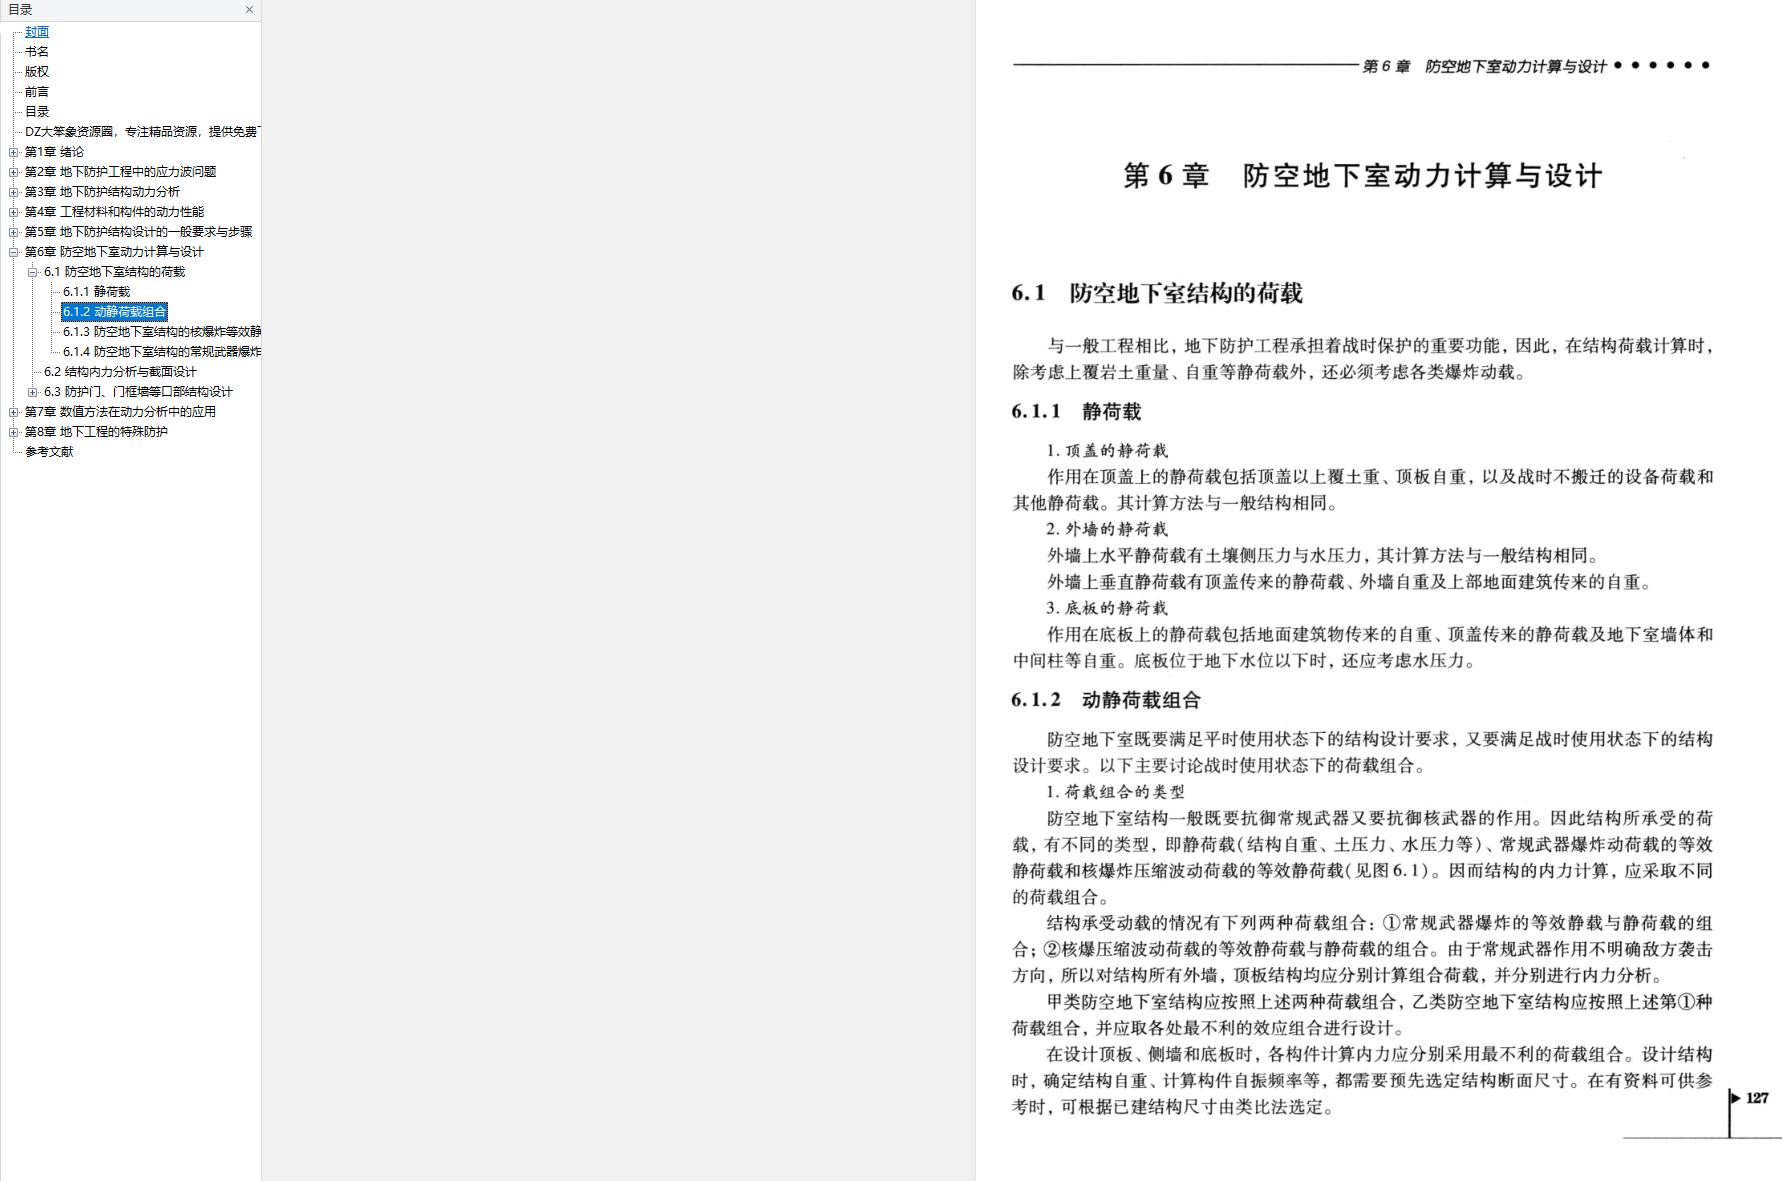 目录
封面
书名
版权
前言
目录
DZ大笨象资源圈，专注精品资源，提供免费
第1章 绪论
第2章 地下防护工程中的应力波问题
第3章 地下防护结构动力分析
第4章 工程材料和构件的动力性能
第5章 地下防护结构设计的一般要求与步骤
第6章 防空地下室动力计算与设计
6.1 防空地下室结构的荷载
6.1.1 静荷载
6.1.2 动静荷载组合
6.1.3 防空地下室结构的核爆炸等效静
6.1.4 防空地下室结构的常规武器爆炸
6.2 结构内力分析与截面设计
6.3 防护门、门框墙等口部结构设计
第7章 数值方法在动力分析中的应用
第8章 地下工程的特殊防护
参考文献
第 6 章 防空地下室动力计算与设计 ● ● ● ● ● ●
第 6 章 防空地下室动力计算与设计
6.1 防空地下室结构的荷载
与一般工程相比，地下防护工程承担着战时保护的重要功能，因此，在结构荷载计算时，
除考虑上覆岩土重量、自重等静荷载外，还必须考虑各类爆炸动载。
6.1.1 静荷载
1. 顶盖的静荷载
作用在顶盖上的静荷载包括顶盖以上覆土重、顶板自重，以及战时不搬迁的设备荷载和
其他静荷载。其计算方法与一般结构相同。
2. 外墙的静荷载
外墙上水平静荷载有土壤侧压力与水压力，其计算方法与一般结构相同。
外墙上垂直静荷载有顶盖传来的静荷载、外墙自重及上部地面建筑传来的自重。
3. 底板的静荷载
作用在底板上的静荷载包括地面建筑物传来的自重、顶盖传来的静荷载及地下室墙体和
中间柱等自重。底板位于地下水位以下时，还应考虑水压力。
6.1.2 动静荷载组合
防空地下室既要满足平时使用状态下的结构设计要求，又要满足战时使用状态下的结构
设计要求。以下主要讨论战时使用状态下的荷载组合。
1. 荷载组合的类型
防空地下室结构一般既要抗御常规武器又要抗御核武器的作用。因此结构所承受的荷
载，有不同的类型，即静荷载(结构自重、土压力、水压力等)、常规武器爆炸动荷载的等效
静荷载和核爆炸压缩波动荷载的等效静荷载(见图 6.1)。因而结构的内力计算，应采取不同
的荷载组合。
结构承受动载的情况有下列两种荷载组合：①常规武器爆炸的等效静载与静荷载的组
合；②核爆压缩波动荷载的等效静荷载与静荷载的组合。由于常规武器作用不明确敌方袭击
方向，所以对结构所有外墙，顶板结构均应分别计算组合荷载，并分别进行内力分析。
甲类防空地下室结构应按照上述两种荷载组合，乙类防空地下室结构应按照上述第①种
荷载组合，并应取各处最不利的效应组合进行设计。
在设计顶板、侧墙和底板时，各构件计算内力应分别采用最不利的荷载组合。设计结构
时，确定结构自重、计算构件自振频率等，都需要预先选定结构断面尺寸。在有资料可供参
考时，可根据已建结构尺寸由类比法选定。
▶ 127